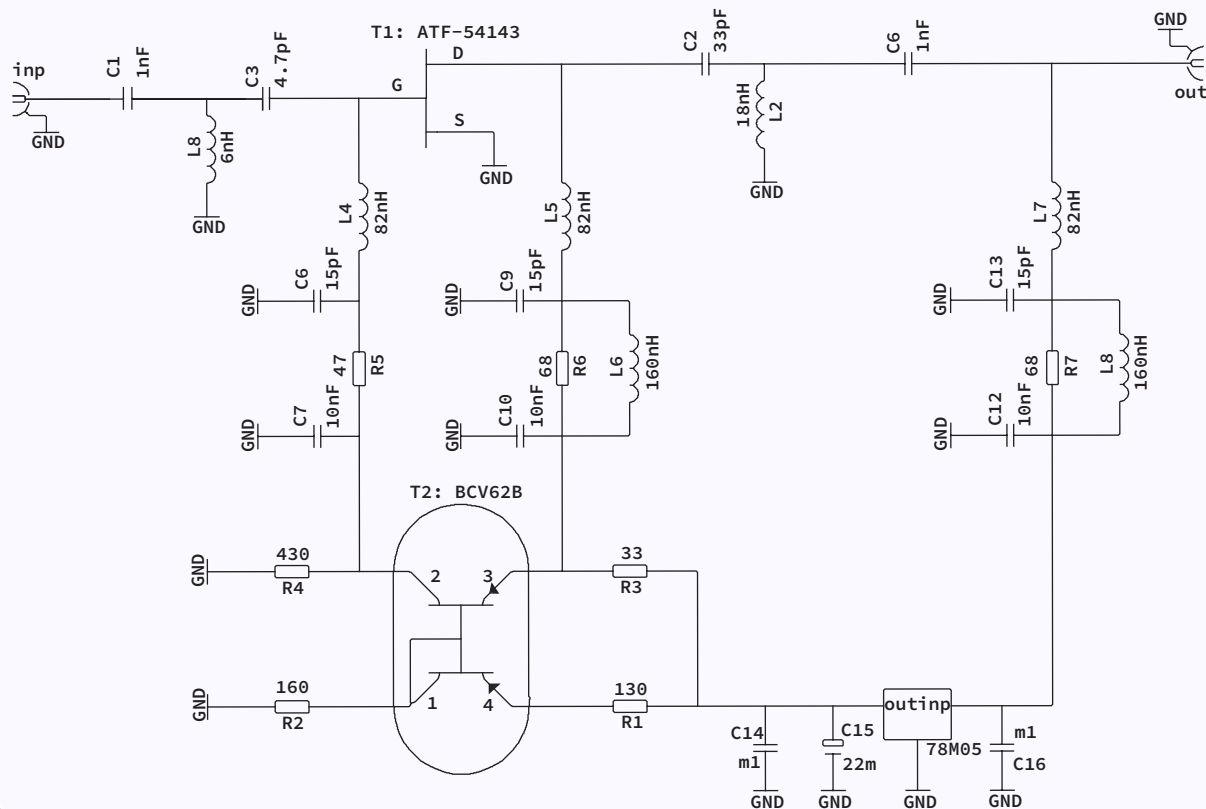 T1: ATF-54143
inp
C1
1nF
C3
4.7pF
G
D
S
C2
33pF
C6
1nF
GND
out
GND
L8
6nH
GND
GND
18nH
L2
GND
L4
82nH
L5
82nH
L7
82nH
GND
C6
15pF
GND
C9
15pF
GND
C13
15pF
47
R5
68
R6
L6
160nH
68
R7
L8
160nH
GND
C7
10nF
GND
C10
10nF
GND
C12
10nF
T2: BCV62B
GND
430
R4
2
3
33
R3
GND
160
R2
1
4
130
R1
C14
m1
GND
C15
22m
GND
outinp
78M05
GND
m1
C16
GND